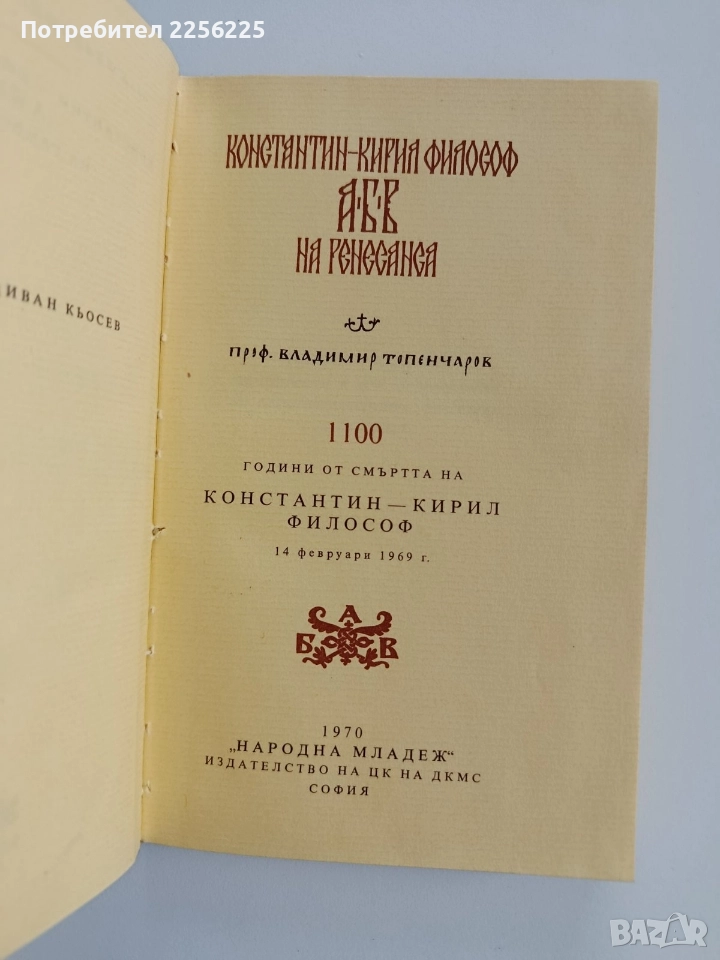 Потребител 2256225
ИВАН КЬОСЕВ
КОНСТАНТИН-КИРИЛ ФИЛОСОФ
А·Б·В
НА РЕНЕСАНСА
проф. ВЛАДИМИР ТОПЕНЧАРОВ
1100
ГОДИНИ ОТ СМЪРТТА НА
КОНСТАНТИН — КИРИЛ
ФИЛОСОФ
14 февруари 1969 г.
А
Б В
1970
„НАРОДНА МЛАДЕЖ“
ИЗДАТЕЛСТВО НА ЦК НА ДКМС
СОФИЯ
BAZAR